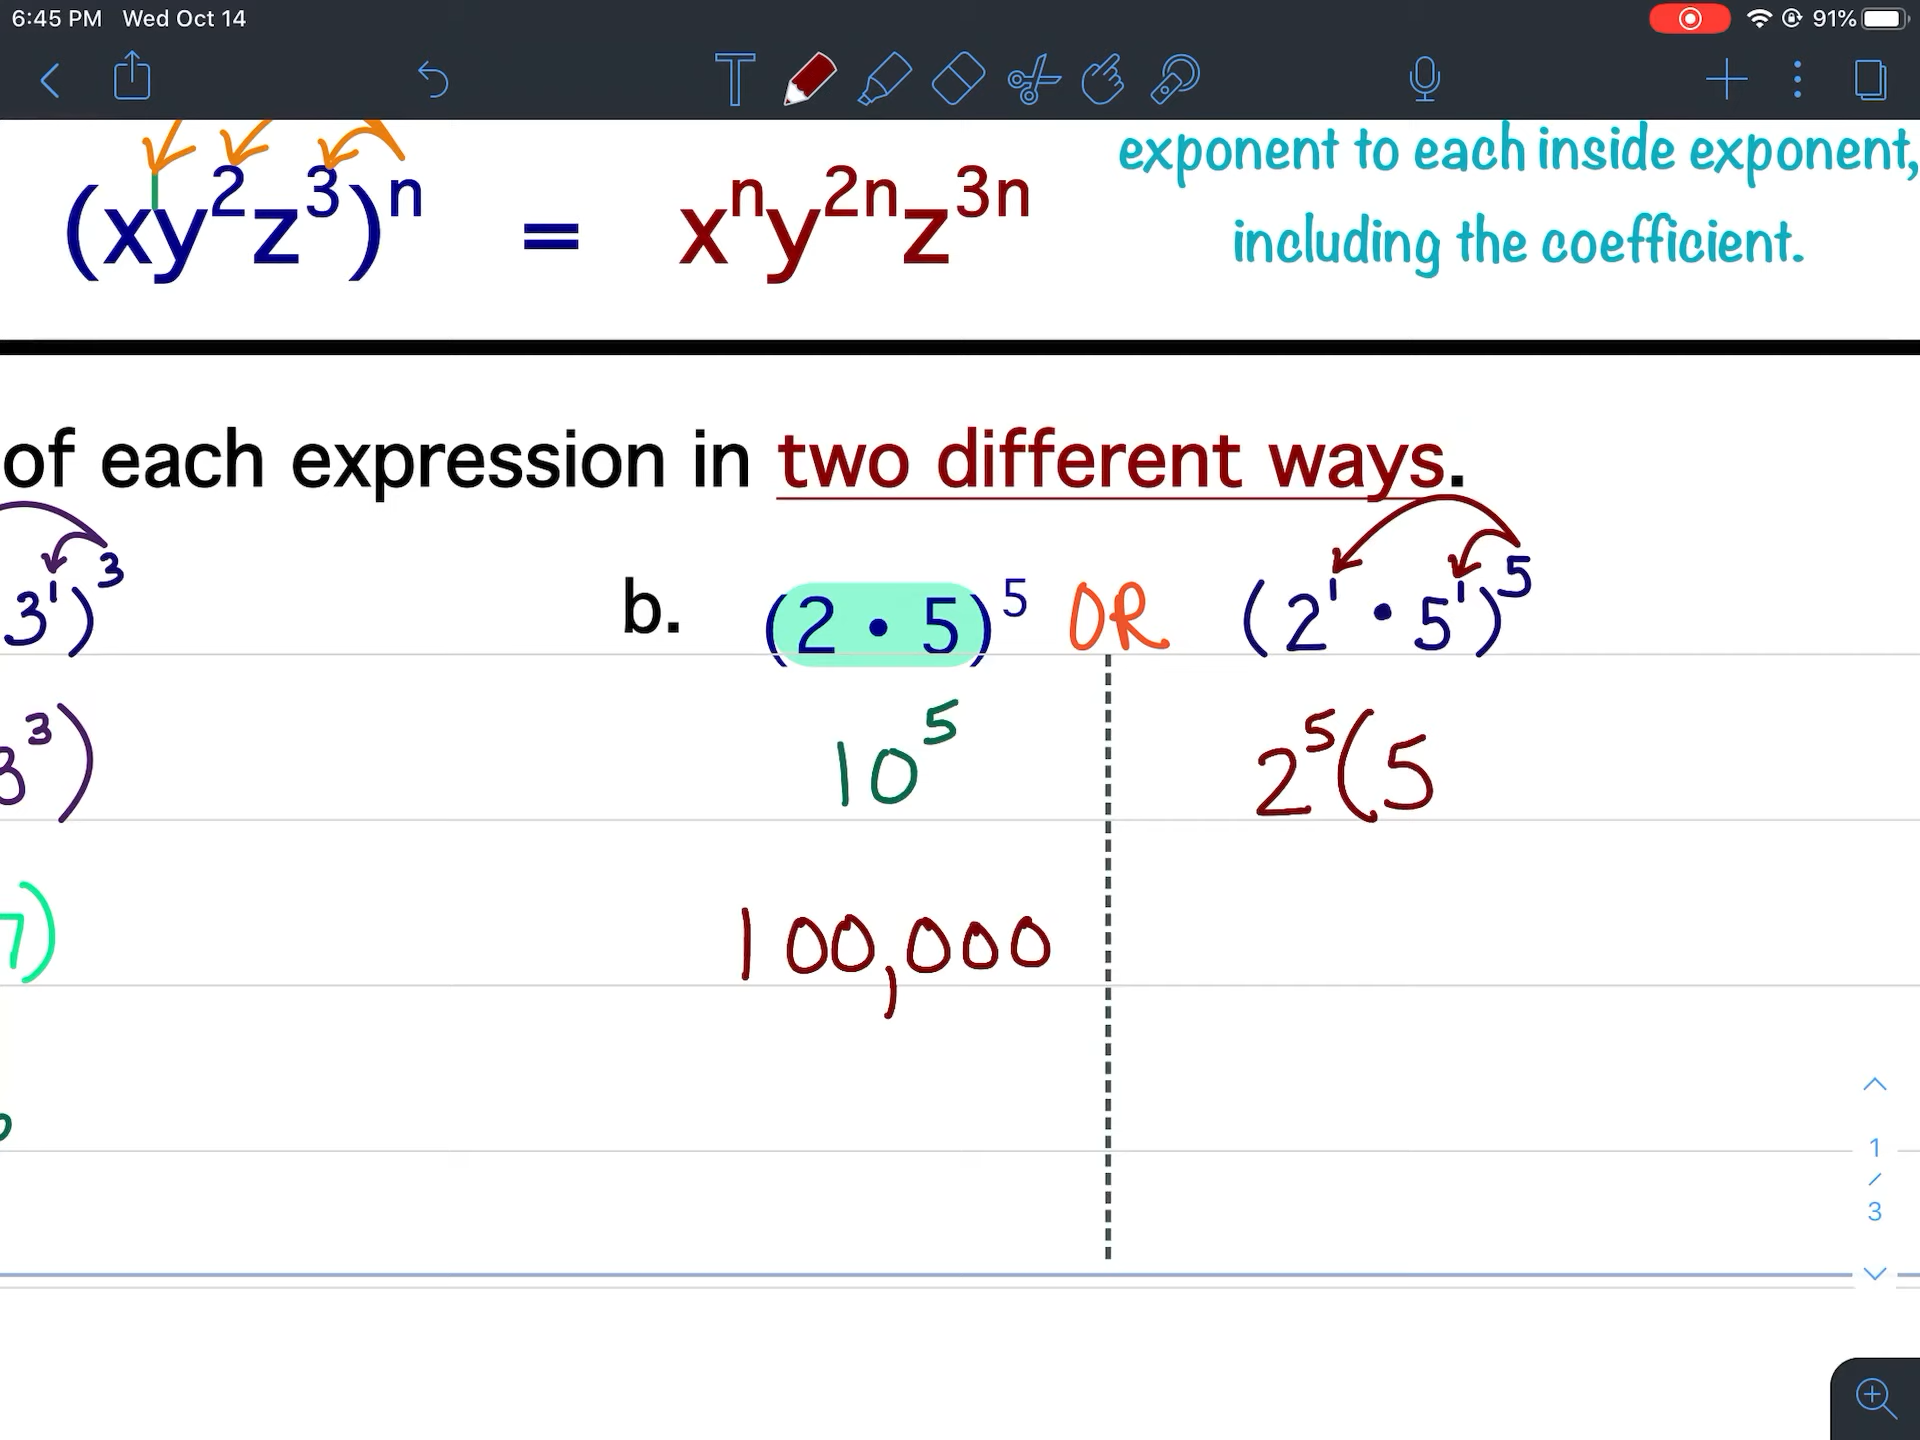 6:45 PM Wed Oct 14 91%
exponent to each inside exponent,
(xy²z³)ⁿ = xⁿy²ⁿz³ⁿ
including the coefficient.
of each expression in two different ways.
3¹)³ b. (2 • 5)⁵ OR (2¹ • 5¹)⁵
3³) 10⁵ 2⁵(5
7) 100,000
1
/
3